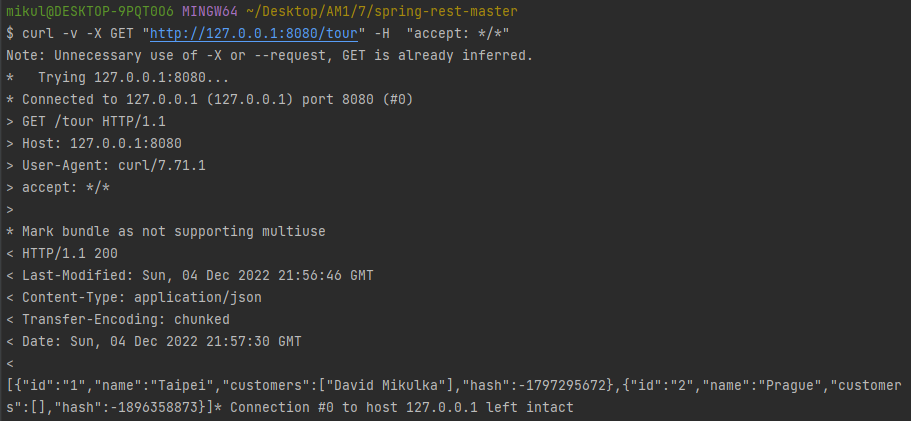 mikul@DESKTOP-9PQT0O6 MINGW64 ~/Desktop/AM1/7/spring-rest-master
$ curl -v -X GET "http://127.0.0.1:8080/tour" -H  "accept: */*"
Note: Unnecessary use of -X or --request, GET is already inferred.
*   Trying 127.0.0.1:8080...
* Connected to 127.0.0.1 (127.0.0.1) port 8080 (#0)
> GET /tour HTTP/1.1
> Host: 127.0.0.1:8080
> User-Agent: curl/7.71.1
> accept: */*
>
* Mark bundle as not supporting multiuse
< HTTP/1.1 200
< Last-Modified: Sun, 04 Dec 2022 21:56:46 GMT
< Content-Type: application/json
< Transfer-Encoding: chunked
< Date: Sun, 04 Dec 2022 21:57:30 GMT
<
[{"id":"1","name":"Taipei","customers":["David Mikulka"],"hash":-1797295672},{"id":"2","name":"Prague","customer
s":[],"hash":-1896358873}]* Connection #0 to host 127.0.0.1 left intact